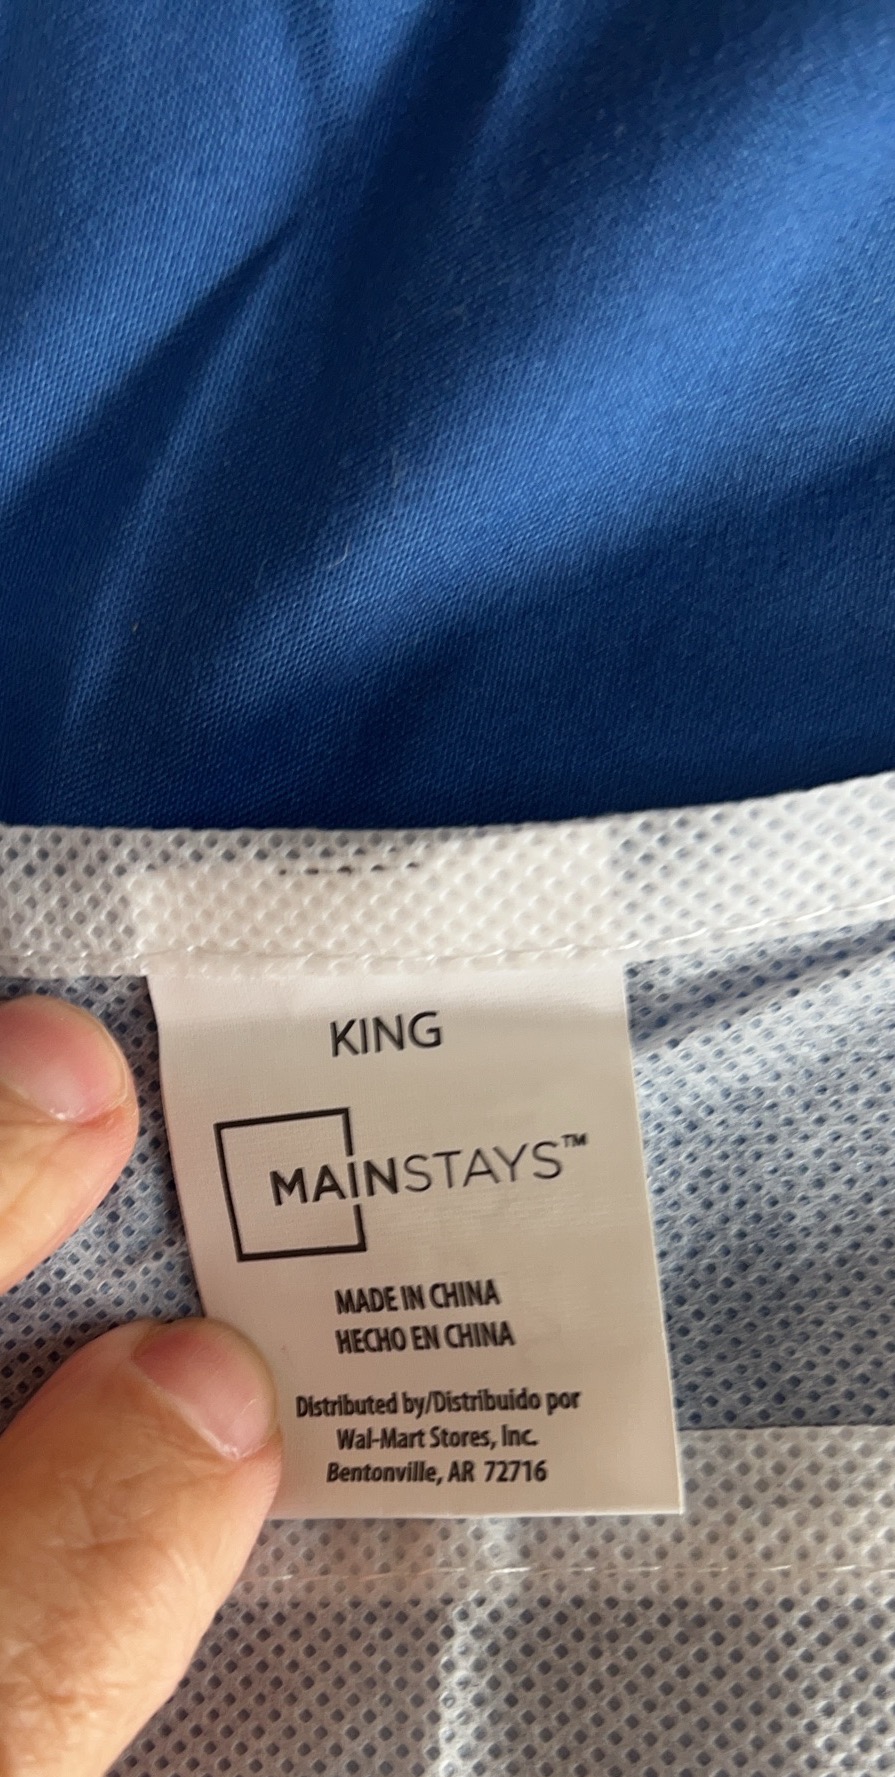 KING
MAINSTAYS™
MADE IN CHINA
HECHO EN CHINA
Distributed by/Distribuido por
Wal-Mart Stores, Inc.
Bentonville, AR 72716